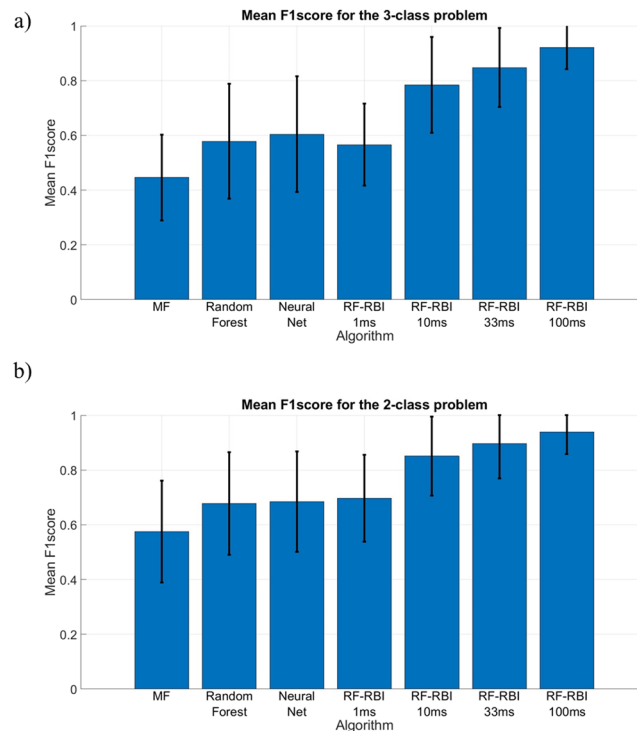 a)
Mean F1score for the 3-class problem
1
0.8
0.6
0.4
0.2
0
Mean F1score
MF Random Neural RF-RBI RF-RBI RF-RBI RF-RBI
Forest Net 1ms 10ms 33ms 100ms
Algorithm
b)
Mean F1score for the 2-class problem
1
0.8
0.6
0.4
0.2
0
Mean F1score
MF Random Neural RF-RBI RF-RBI RF-RBI RF-RBI
Forest Net 1ms 10ms 33ms 100ms
Algorithm